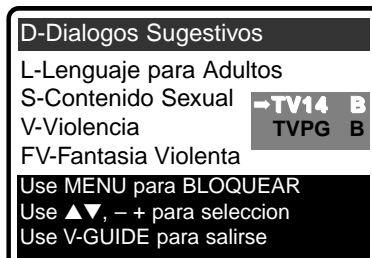 D-Dialogos Sugestivos
L-Lenguaje para Adultos
S-Contenido Sexual ➡TV14 B
V-Violencia TVPG B
FV-Fantasia Violenta
Use MENU para BLOQUEAR
Use ▲▼, – + para seleccion
Use V-GUIDE para salirse